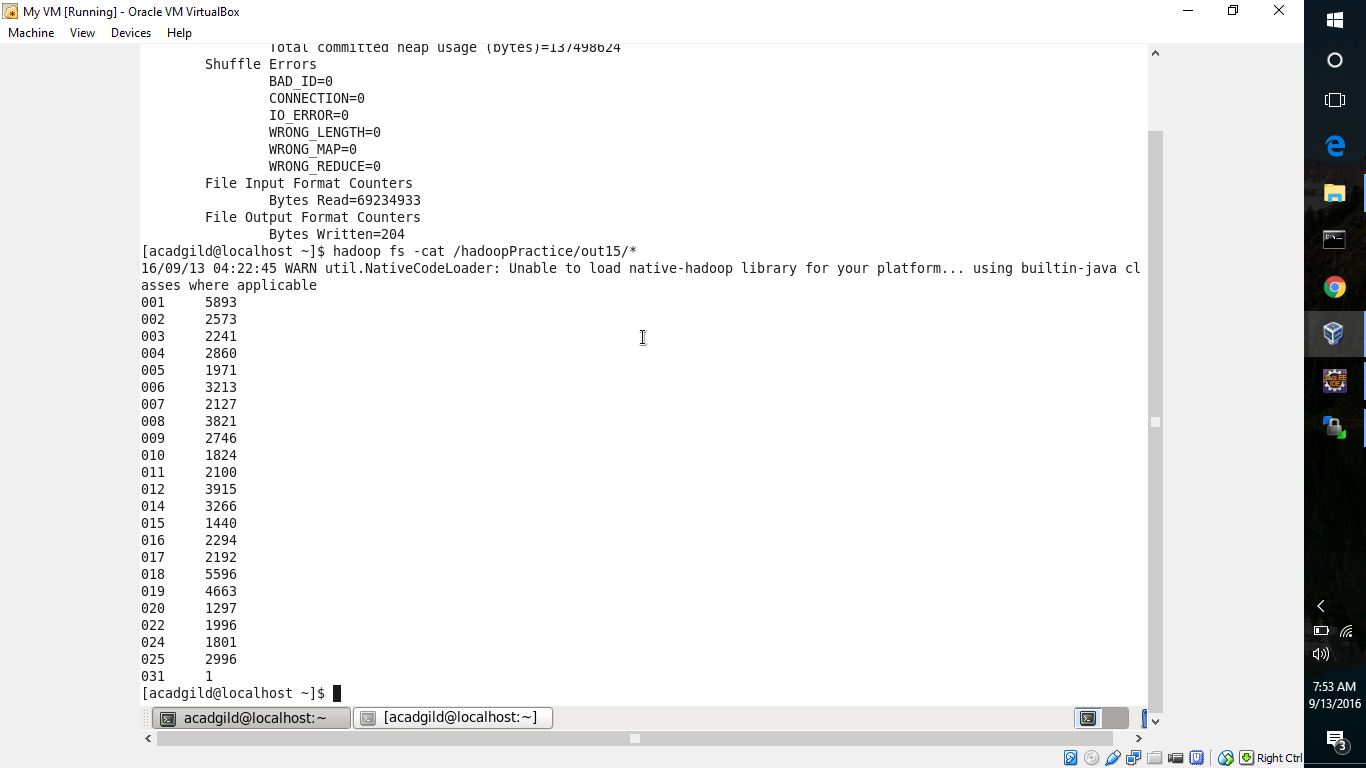 My VM [Running] - Oracle VM VirtualBox
Machine View Devices Help
Total committed heap usage (bytes)=137498624
Shuffle Errors
BAD_ID=0
CONNECTION=0
IO_ERROR=0
WRONG_LENGTH=0
WRONG_MAP=0
WRONG_REDUCE=0
File Input Format Counters
Bytes Read=69234933
File Output Format Counters
Bytes Written=204
[acadgild@localhost ~]$ hadoop fs -cat /hadoopPractice/out15/*
16/09/13 04:22:45 WARN util.NativeCodeLoader: Unable to load native-hadoop library for your platform... using builtin-java cl
asses where applicable
001 5893
002 2573
003 2241
004 2860
005 1971
006 3213
007 2127
008 3821
009 2746
010 1824
011 2100
012 3915
014 3266
015 1440
016 2294
017 2192
018 5596
019 4663
020 1297
022 1996
024 1801
025 2996
031 1
[acadgild@localhost ~]$
acadgild@localhost:~ [acadgild@localhost:~]
Right Ctrl
7:53 AM
9/13/2016
3